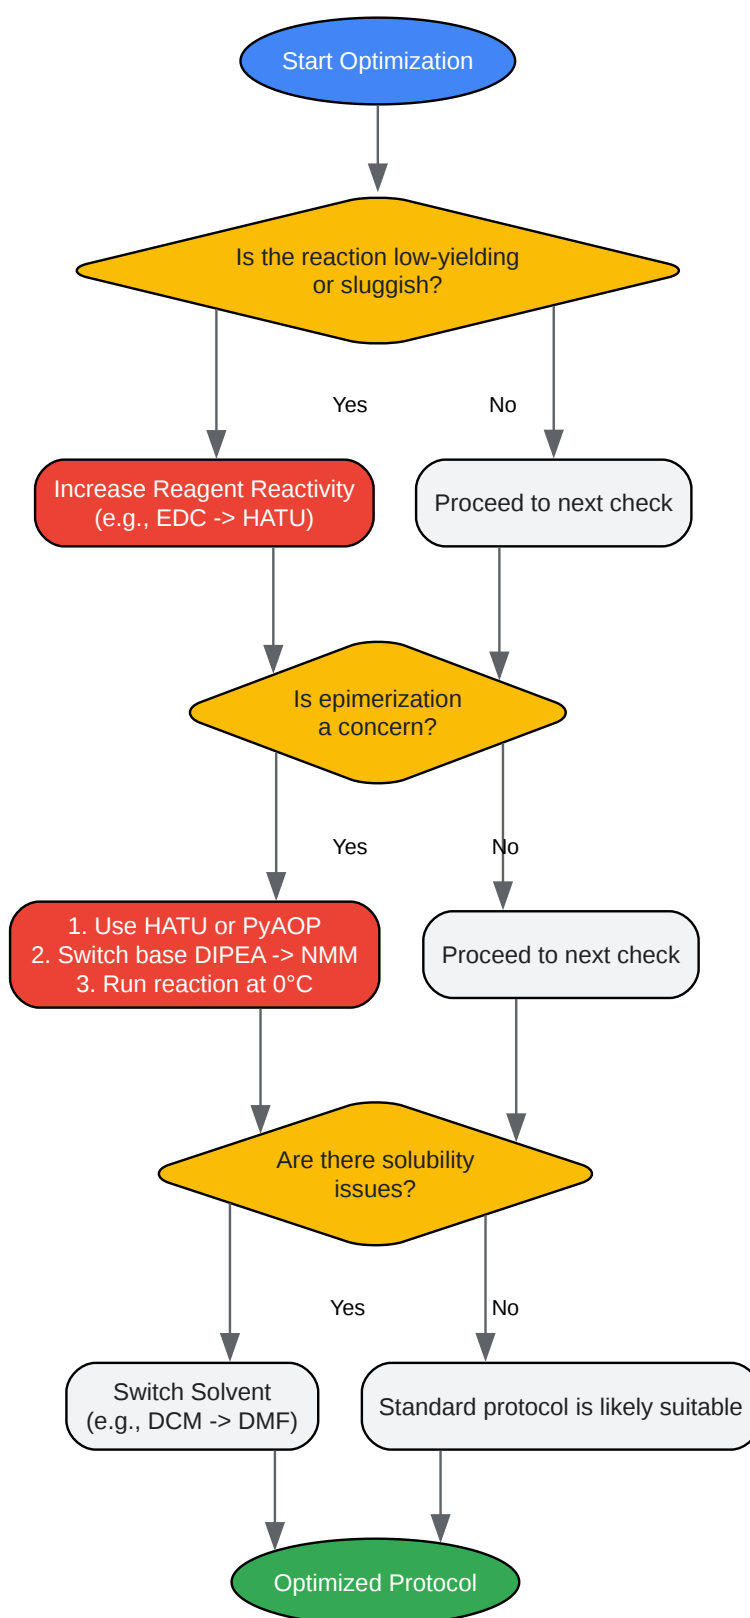 Start Optimization
Is the reaction low-yielding
or sluggish?
Yes
No
Increase Reagent Reactivity
(e.g., EDC -> HATU)
Proceed to next check
Is epimerization
a concern?
Yes
No
1. Use HATU or PyAOP
2. Switch base DIPEA -> NMM
3. Run reaction at 0°C
Proceed to next check
Are there solubility
issues?
Yes
No
Switch Solvent
(e.g., DCM -> DMF)
Standard protocol is likely suitable
Optimized Protocol